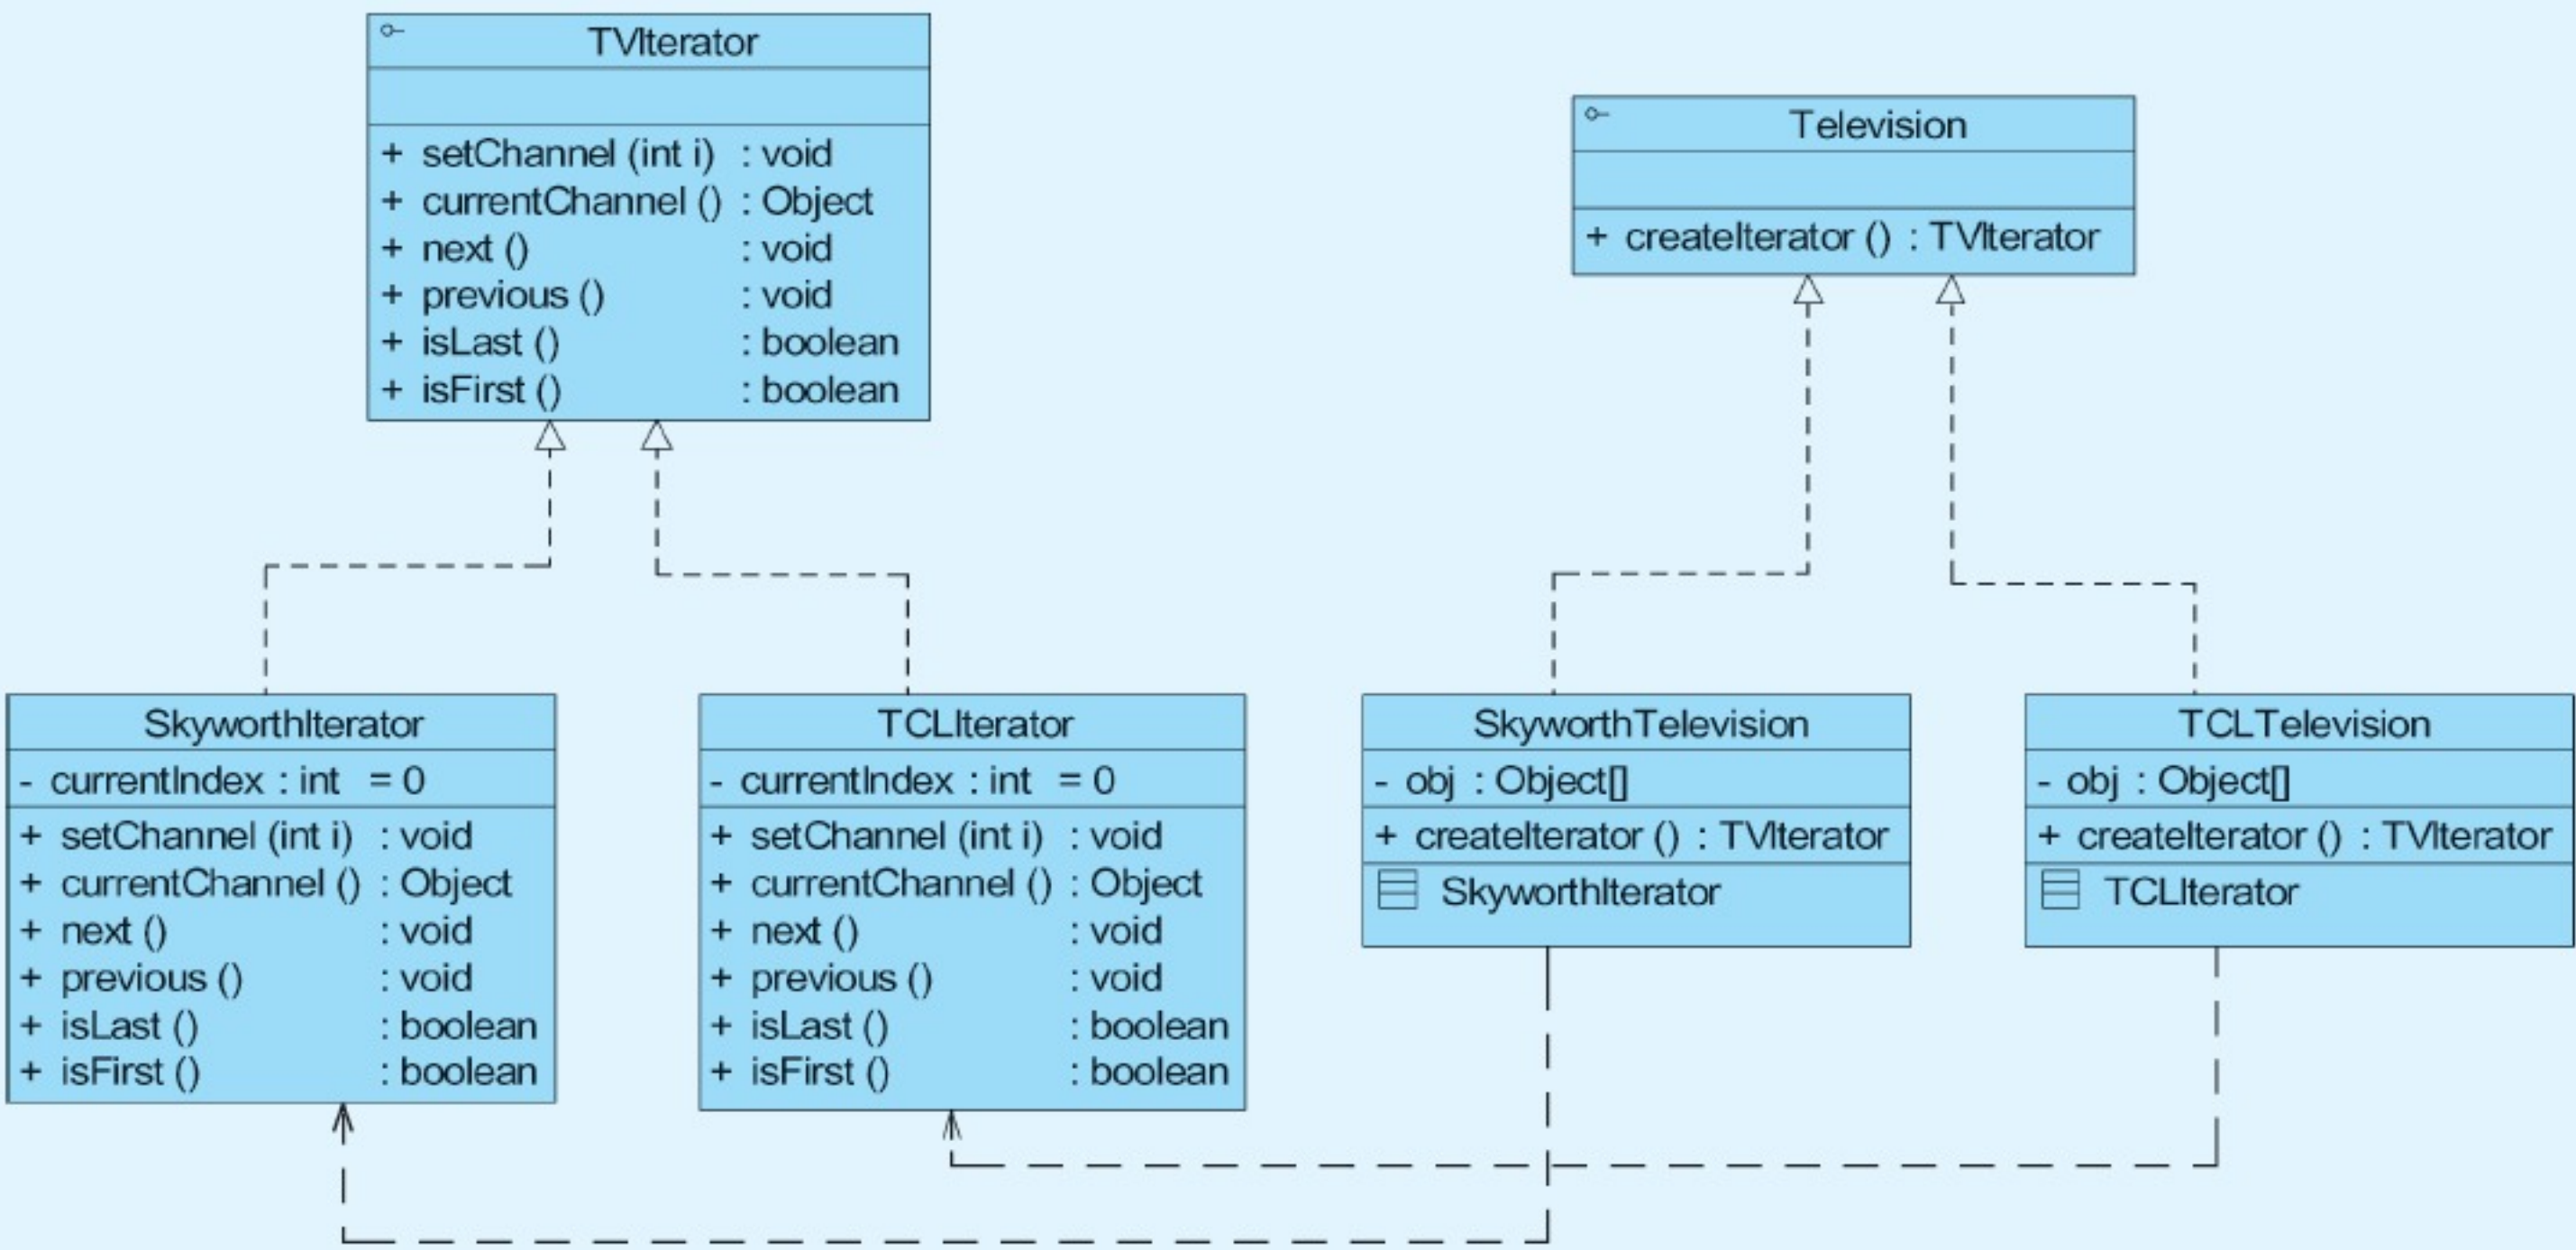 TVIterator
+ setChannel (int i) : void
+ currentChannel () : Object
+ next () : void
+ previous () : void
+ isLast () : boolean
+ isFirst () : boolean
Television
+ createIterator () : TVIterator
SkyworthIterator
- currentIndex : int = 0
+ setChannel (int i) : void
+ currentChannel () : Object
+ next () : void
+ previous () : void
+ isLast () : boolean
+ isFirst () : boolean
TCLIterator
- currentIndex : int = 0
+ setChannel (int i) : void
+ currentChannel () : Object
+ next () : void
+ previous () : void
+ isLast () : boolean
+ isFirst () : boolean
SkyworthTelevision
- obj : Object[]
+ createIterator () : TVIterator
SkyworthIterator
TCLTelevision
- obj : Object[]
+ createIterator () : TVIterator
TCLIterator